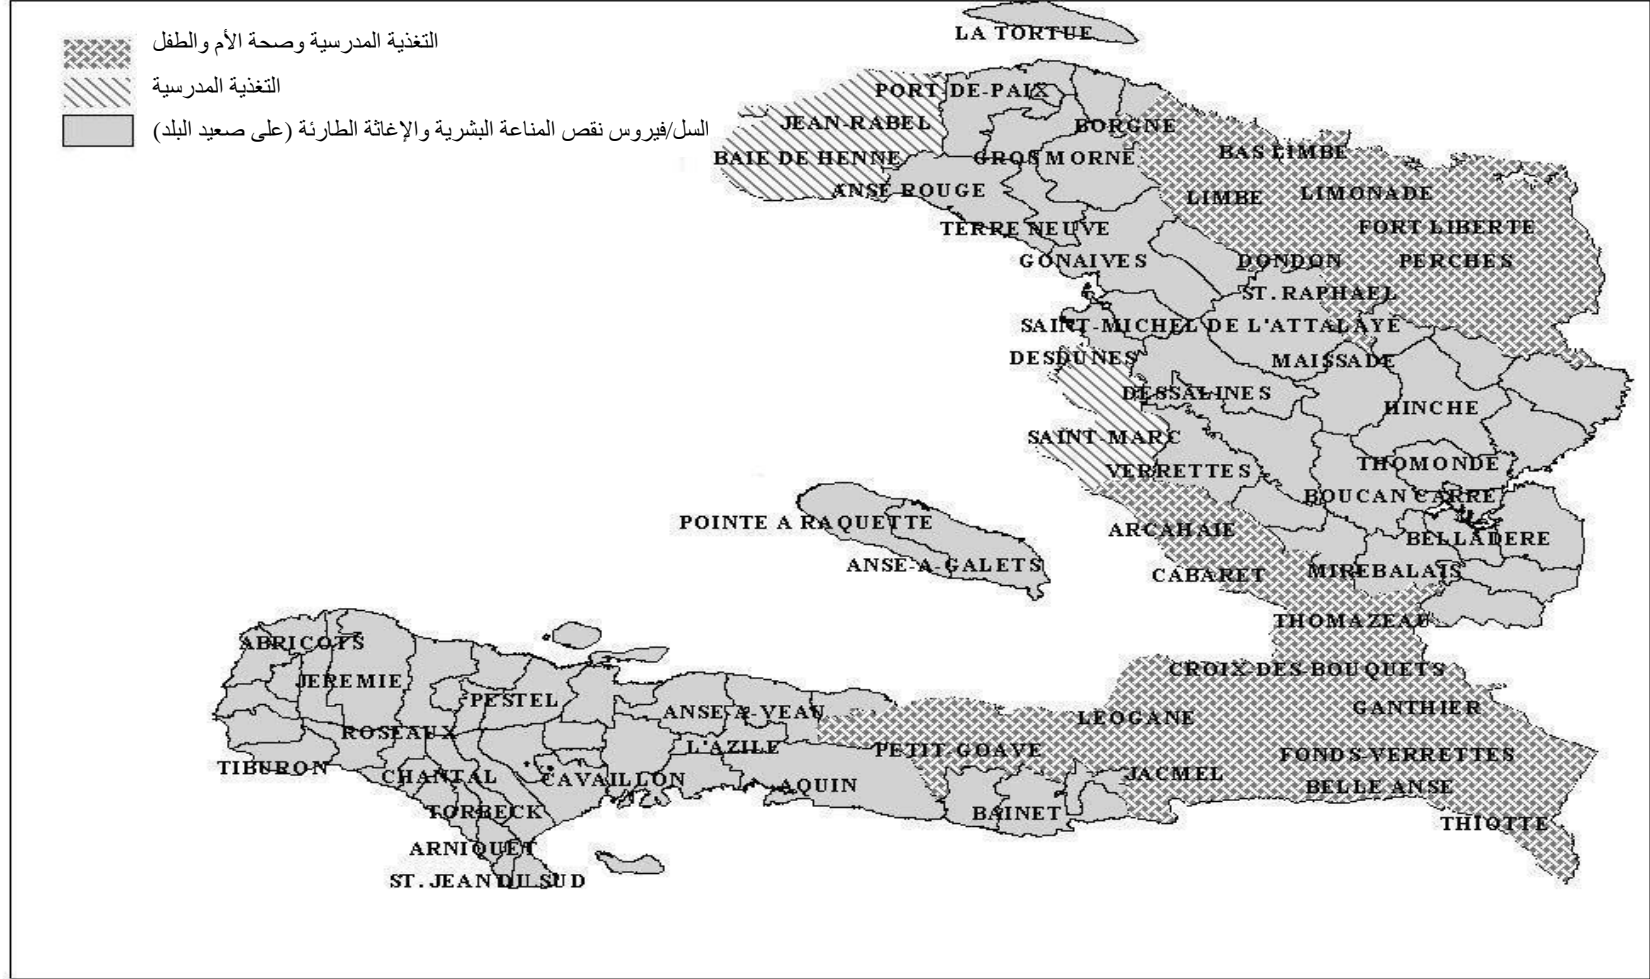 التغذية المدرسية وصحة الأم والطفل
التغذية المدرسية
السل/فيروس نقص المناعة البشرية والإغاثة الطارئة (على صعيد البلد)
LA TORTUE
PORT-DE-PAIX
JEAN-RABEL
BORGNE
BAIE DE HENNE
GROS MORNE
BAS LIMBE
ANSE ROUGE
LIMBE
LIMONADE
TERRE NEUVE
FORT LIBERTE
GONAIVES
DONDON
PERCHES
ST. RAPHAEL
SAINT-MICHEL DE L'ATTALAYE
DESDUNES
MAISSADE
DESSALINES
HINCHE
SAINT-MARC
VERRETTES
THOMONDE
BOUCAN CARRE
POINTE A RAQUETTE
ARCAHAIE
BELLADERE
ANSE-A-GALETS
CABARET
MIREBALAIS
THOMAZEAU
ABRICOTS
CROIX-DES-BOUQUETS
JEREMIE
PESTEL
ANSE-A-VEAU
LEOGANE
GANTHIER
ROSEAUX
L'AZILE
PETIT GOAVE
FONDS-VERRETTES
TIBURON
CHANTAL
CAVAILLON
AQUIN
JACMEL
BELLE ANSE
TORBECK
BAINET
THIOTTE
ARNIQUET
ST. JEAN DU SUD